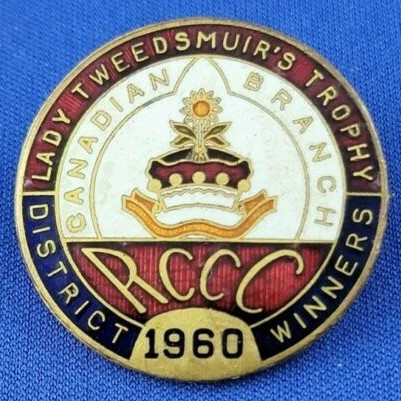 LADY TWEEDSMUIR'S TROPHY
CANADIAN BRANCH
RCCC
DISTRICT WINNERS
1960